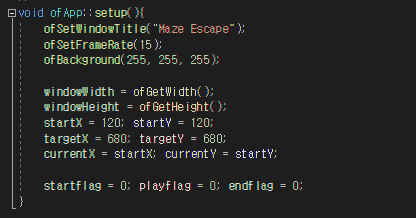 void ofApp::setup(){
ofSetWindowTitle("Maze Escape");
ofSetFrameRate(15);
ofBackground(255, 255, 255);
windowWidth = ofGetWidth();
windowHeight = ofGetHeight();
startX = 120; startY = 120;
targetX = 680; targetY = 680;
currentX = startX; currentY = startY;
startflag = 0; playflag = 0; endflag = 0;
}